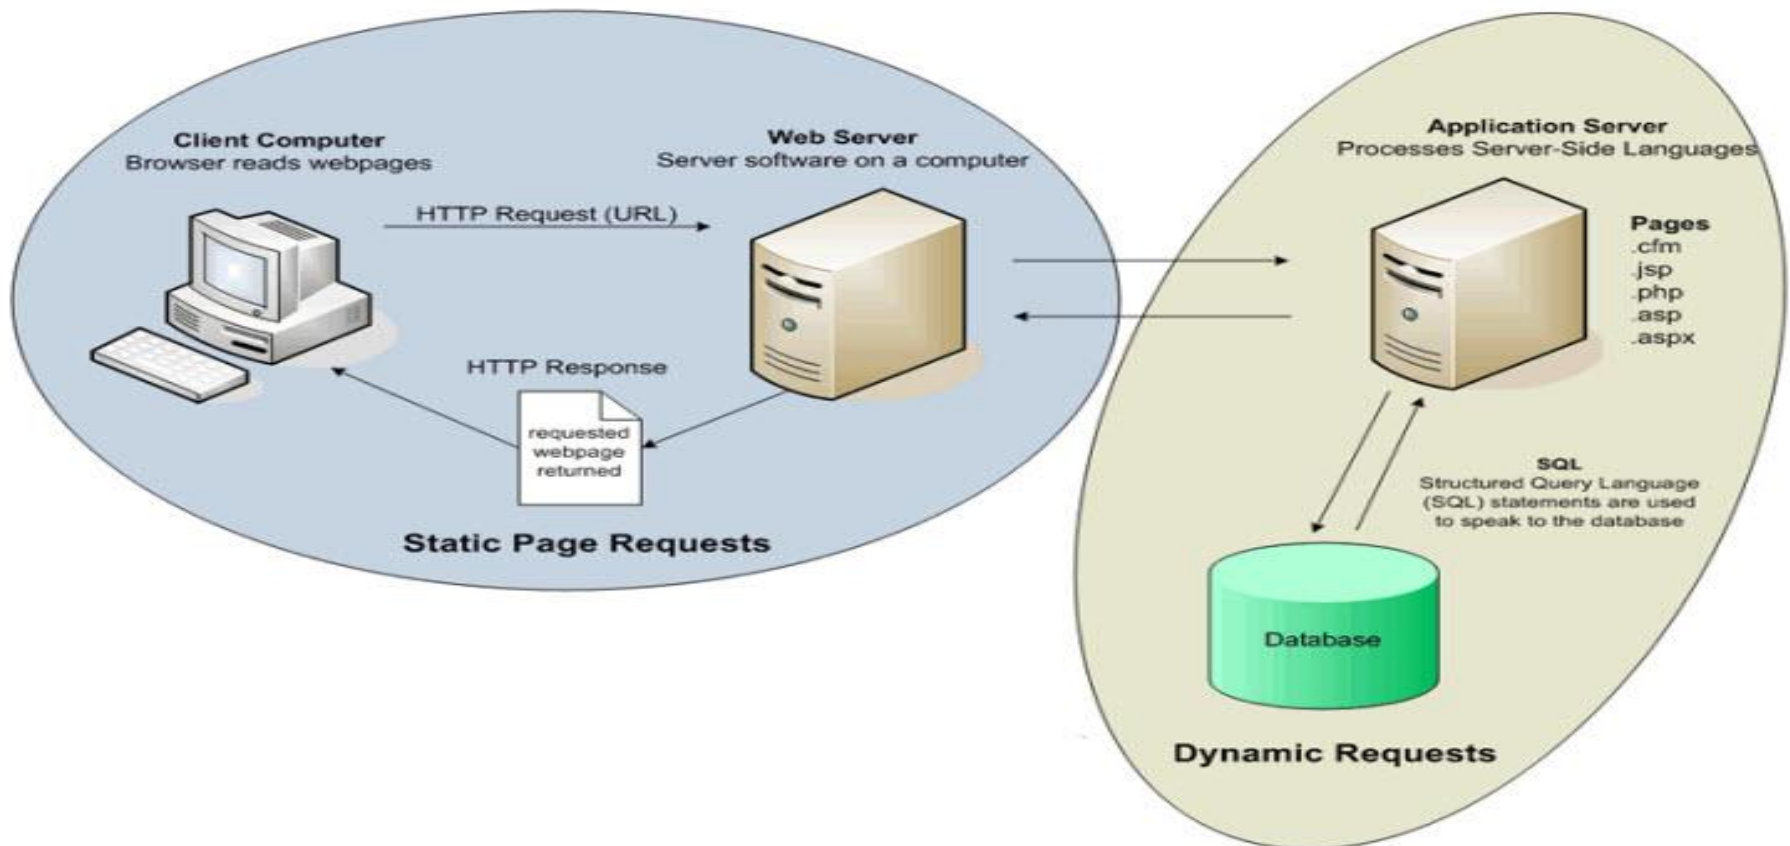 Client Computer
Browser reads webpages
Web Server
Server software on a computer
HTTP Request (URL)
HTTP Response
requested
webpage
returned
Static Page Requests
Application Server
Processes Server-Side Languages
Pages
.cfm
.jsp
.php
.asp
.aspx
SQL
Structured Query Language
(SQL) statements are used
to speak to the database
Database
Dynamic Requests